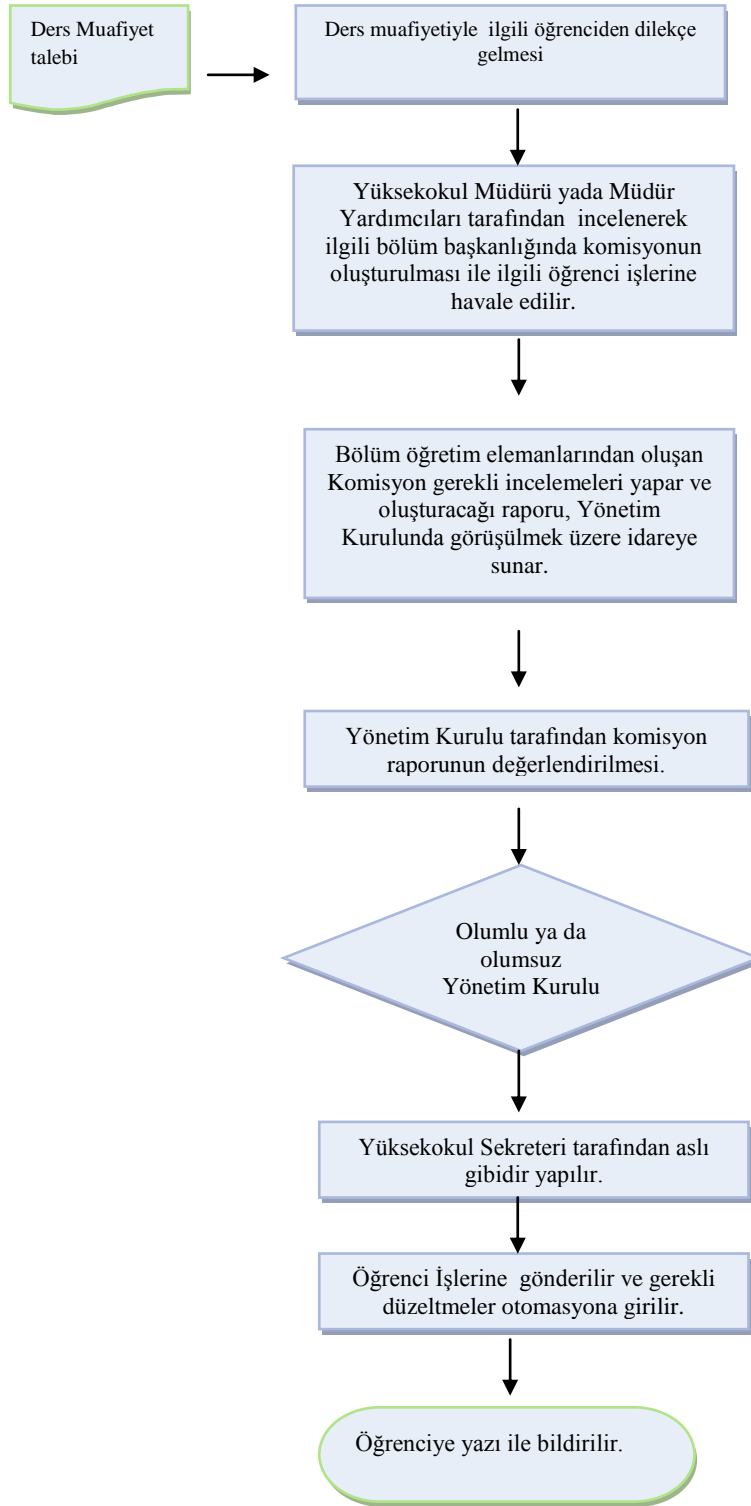 Ders Muafiyet
talebi
Ders muafiyetiyle ilgili öğrenciden dilekçe
gelmesi
Yüksekokul Müdürü yada Müdür
Yardımcıları tarafından incelenerek
ilgili bölüm başkanlığında komisyonun
oluşturulması ile ilgili öğrenci işlerine
havale edilir.
Bölüm öğretim elemanlarından oluşan
Komisyon gerekli incelemeleri yapar ve
oluşturacağı raporu, Yönetim
Kurulunda görüşülmek üzere idareye
sunar.
Yönetim Kurulu tarafından komisyon
raporunun değerlendirilmesi.
Olumlu ya da
olumsuz
Yönetim Kurulu
Yüksekokul Sekreteri tarafından aslı
gibidir yapılır.
Öğrenci İşlerine gönderilir ve gerekli
düzeltmeler otomasyona girilir.
Öğrenciye yazı ile bildirilir.